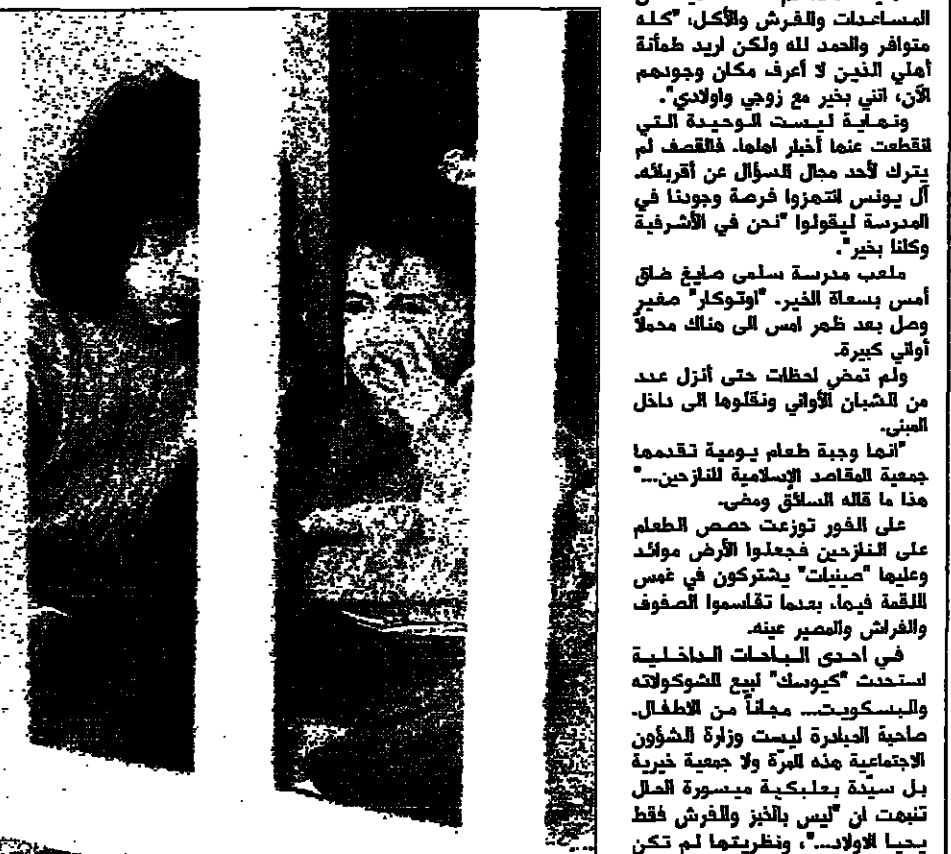 المساعدات والفرش والأكل، "كله
متوافر والحمد لله ولكن اريد طمأنة
أهلي الذين لا أعرف مكان وجودهم
الآن، انني بخير مع زوجي واولادي".
ونهاية ليست الوحيدة التي
انقطعت عنها أخبار اهلها. فالقصف لم
يترك لأحد مجال السؤال عن أقربائه.
آل يونس انتهزوا فرصة وجودنا في
المدرسة ليقولوا "نحن في الأشرفية
وكلنا بخير".
ملعب مدرسة سلمى صايغ ضاق
أمس بسعاة الخير. "اوتوكار" صغير
وصل بعد ظهر امس الى هناك محملاً
أواني كبيرة.
ولم تمض لحظات حتى أنزل عدد
من الشبان الأواني ونقلوها الى داخل
المبنى.
"انها وجبة طعام يومية تقدمها
جمعية المقاصد الإسلامية للنازحين..."
هذا ما قاله السائق ومضى.
على الفور توزعت حصص الطعام
على النازحين فجعلوا الأرض موائد
وعليها "صينيات" يشتركون في غمس
اللقمة فيها، بعدما تقاسموا الصفوف
والفراش والمصير عينه.
في احدى الباحات الداخلية
استحدث "كيوسك" لبيع الشوكولاته
والبسكويت... مجاناً من الاطفال.
صاحبة المبادرة ليست وزارة الشؤون
الاجتماعية هذه المرّة ولا جمعية خيرية
بل سيّدة بعلبكية ميسورة الحال
تنبهت ان "ليس بالخبز والفرش فقط
يحيا الاولاد..."، ونظريتها لم تكن